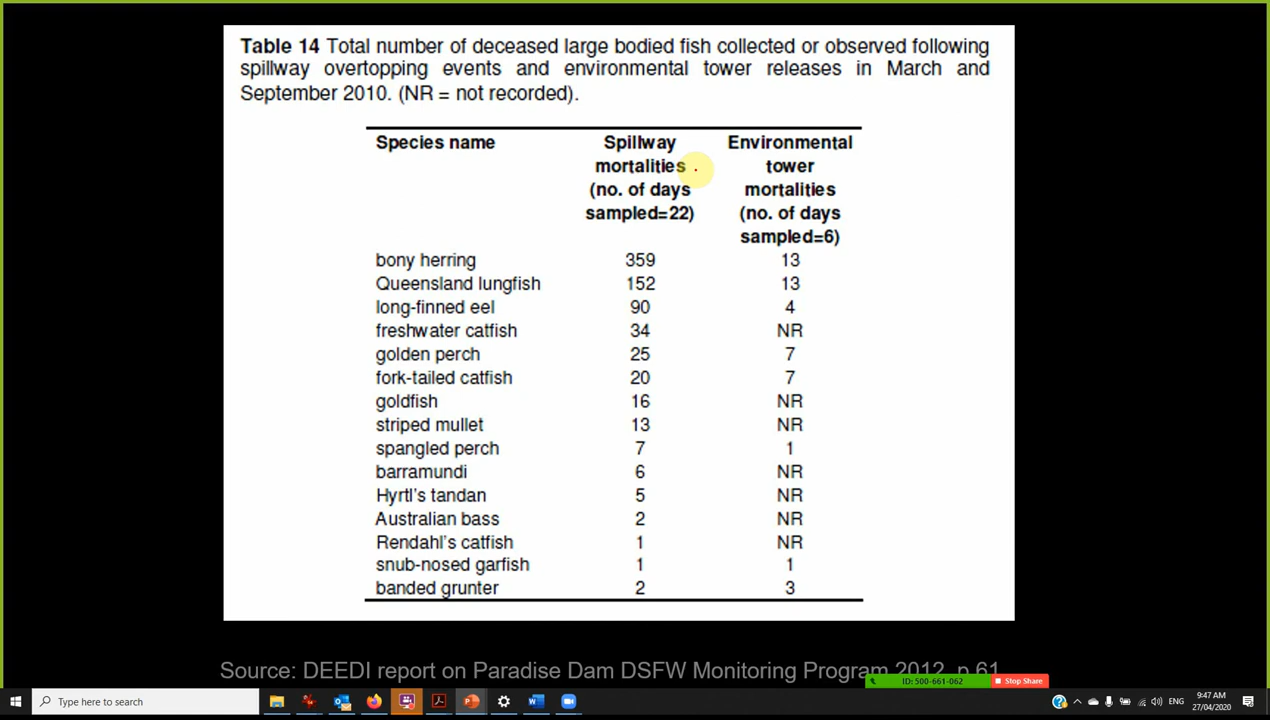 Table 14 Total number of deceased large bodied fish collected or observed following
spillway overtopping events and environmental tower releases in March and
September 2010. (NR = not recorded).
Species name Spillway mortalities (no. of days sampled=22) Environmental tower mortalities (no. of days sampled=6)
bony herring 359 13
Queensland lungfish 152 13
long-finned eel 90 4
freshwater catfish 34 NR
golden perch 25 7
fork-tailed catfish 20 7
goldfish 16 NR
striped mullet 13 NR
spangled perch 7 1
barramundi 6 NR
Hyrtl's tandan 5 NR
Australian bass 2 NR
Rendahl's catfish 1 NR
snub-nosed garfish 1 1
banded grunter 2 3
Source: DEEDI report on Paradise Dam DSFW Monitoring Program 2012, p.61
ID: 500-661-062 Stop Share
Type here to search
ENG
9:47 AM
27/04/2020